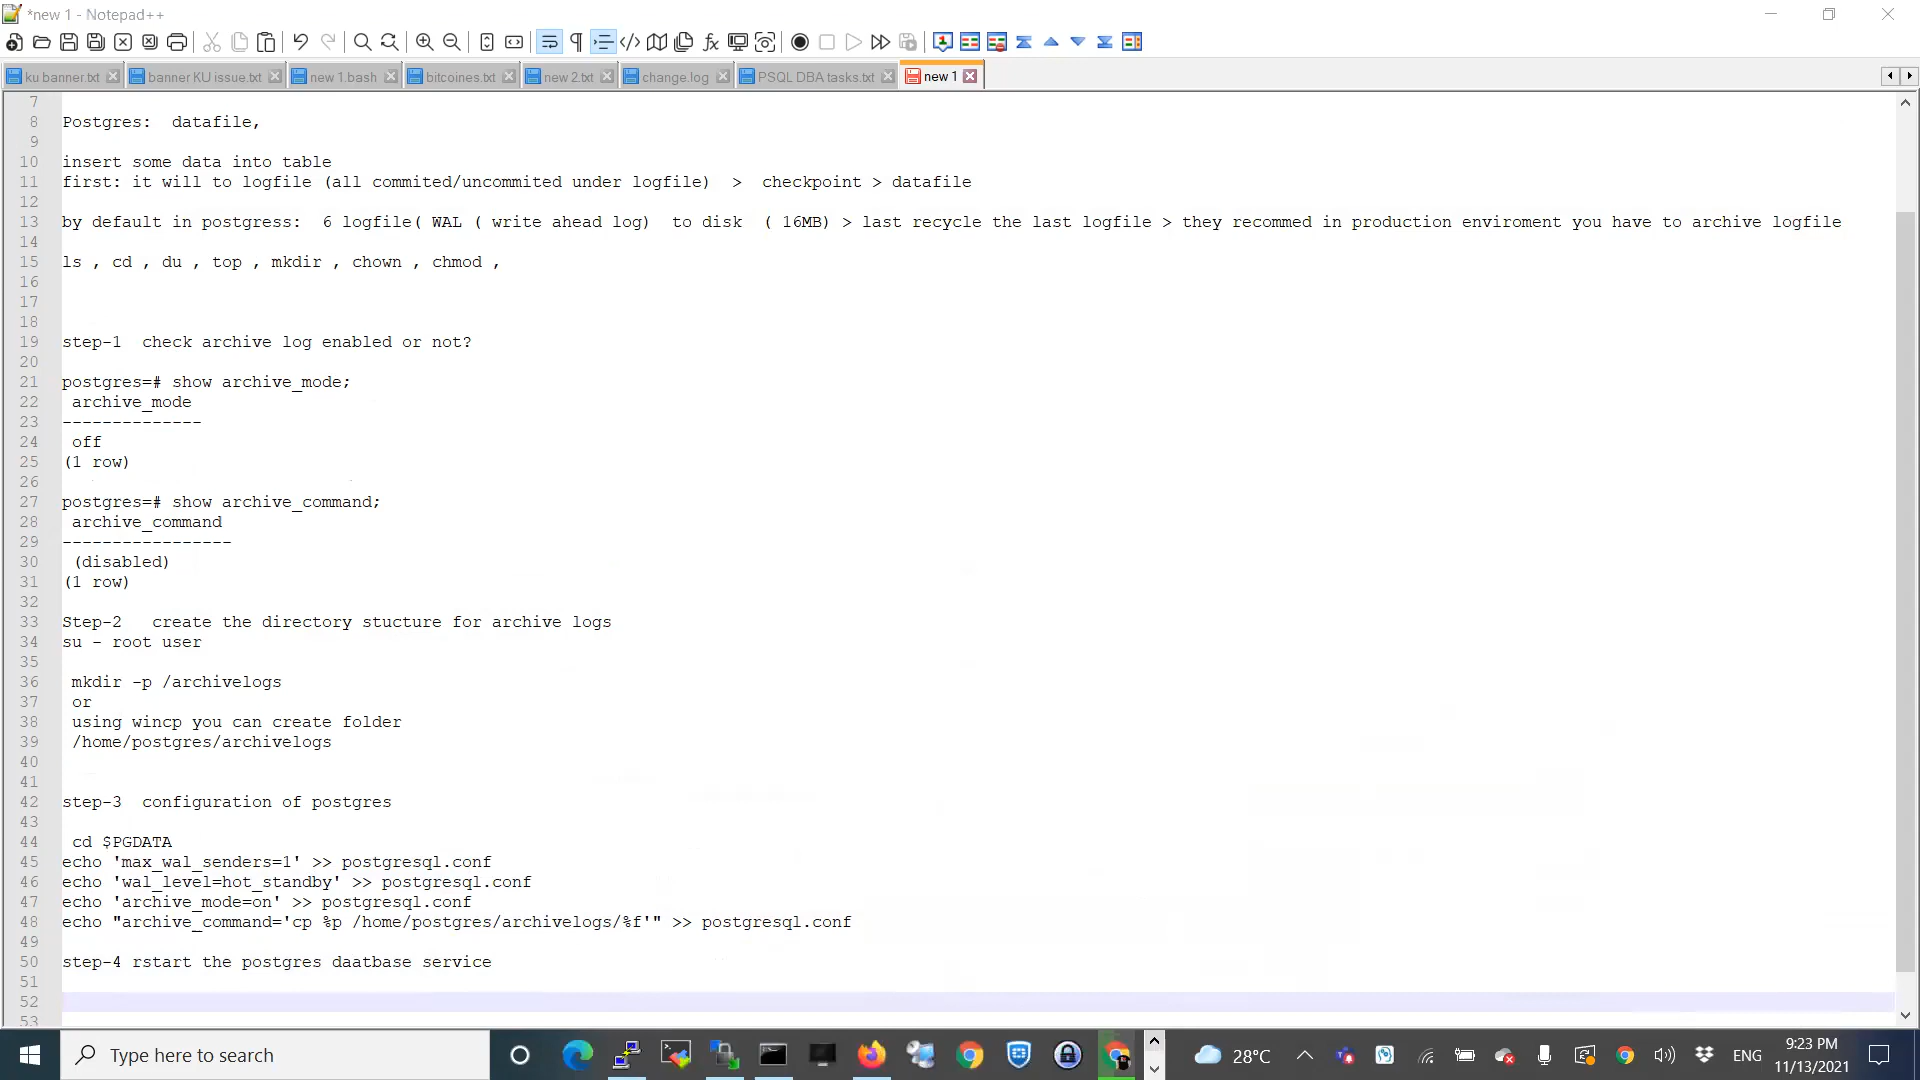 *new 1 - Notepad++
ku banner.txt
banner KU issue.txt
new 1.bash
bitcoines.txt
new 2.txt
change.log
PSQL DBA tasks.txt
new 1
7
8 Postgres:  datafile,
9
10 insert some data into table
11 first: it will to logfile (all commited/uncommited under logfile)  >  checkpoint > datafile
12
13 by default in postgress:  6 logfile( WAL ( write ahead log)  to disk  ( 16MB) > last recycle the last logfile > they recommed in production enviroment you have to archive logfile
14
15 ls , cd , du , top , mkdir , chown , chmod ,
16
17
18
19 step-1  check archive log enabled or not?
20
21 postgres=# show archive_mode;
22  archive_mode
23 --------------
24  off
25 (1 row)
26
27 postgres=# show archive_command;
28  archive_command
29 -----------------
30  (disabled)
31 (1 row)
32
33 Step-2   create the directory stucture for archive logs
34 su - root user
35
36  mkdir -p /archivelogs
37  or
38  using wincp you can create folder
39  /home/postgres/archivelogs
40
41
42 step-3  configuration of postgres
43
44  cd $PGDATA
45 echo 'max_wal_senders=1' >> postgresql.conf
46 echo 'wal_level=hot_standby' >> postgresql.conf
47 echo 'archive_mode=on' >> postgresql.conf
48 echo "archive_command='cp %p /home/postgres/archivelogs/%f'" >> postgresql.conf
49
50 step-4 rstart the postgres daatbase service
51
52
53
Type here to search
28°C
ENG
9:23 PM
11/13/2021